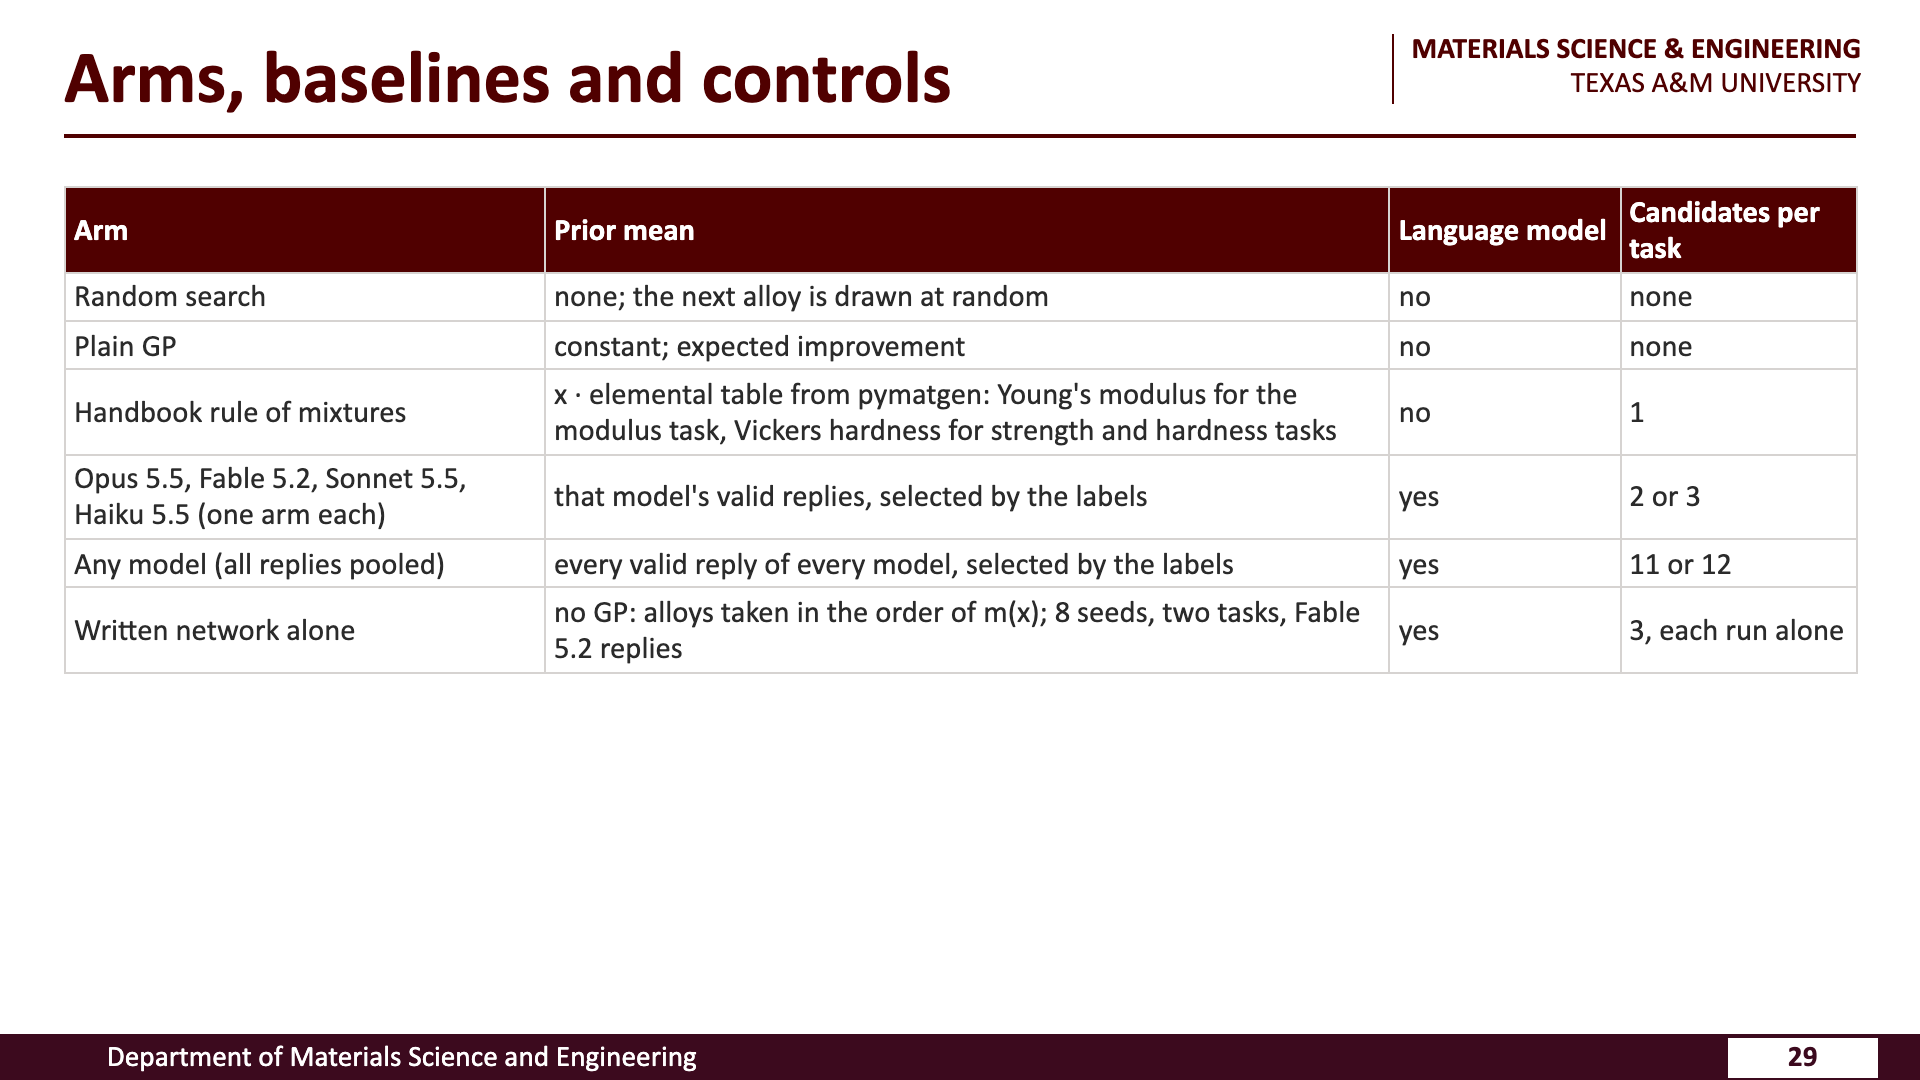 Arms, baselines and controls
MATERIALS SCIENCE & ENGINEERING
TEXAS A&M UNIVERSITY
Arm
Prior mean
Language model
Candidates per
task
Random search
none; the next alloy is drawn at random
no
none
Plain GP
constant; expected improvement
no
none
Handbook rule of mixtures
x · elemental table from pymatgen: Young's modulus for the
modulus task, Vickers hardness for strength and hardness tasks
no
1
Opus 5.5, Fable 5.2, Sonnet 5.5,
Haiku 5.5 (one arm each)
that model's valid replies, selected by the labels
yes
2 or 3
Any model (all replies pooled)
every valid reply of every model, selected by the labels
yes
11 or 12
Written network alone
no GP: alloys taken in the order of m(x); 8 seeds, two tasks, Fable
5.2 replies
yes
3, each run alone
Department of Materials Science and Engineering
29